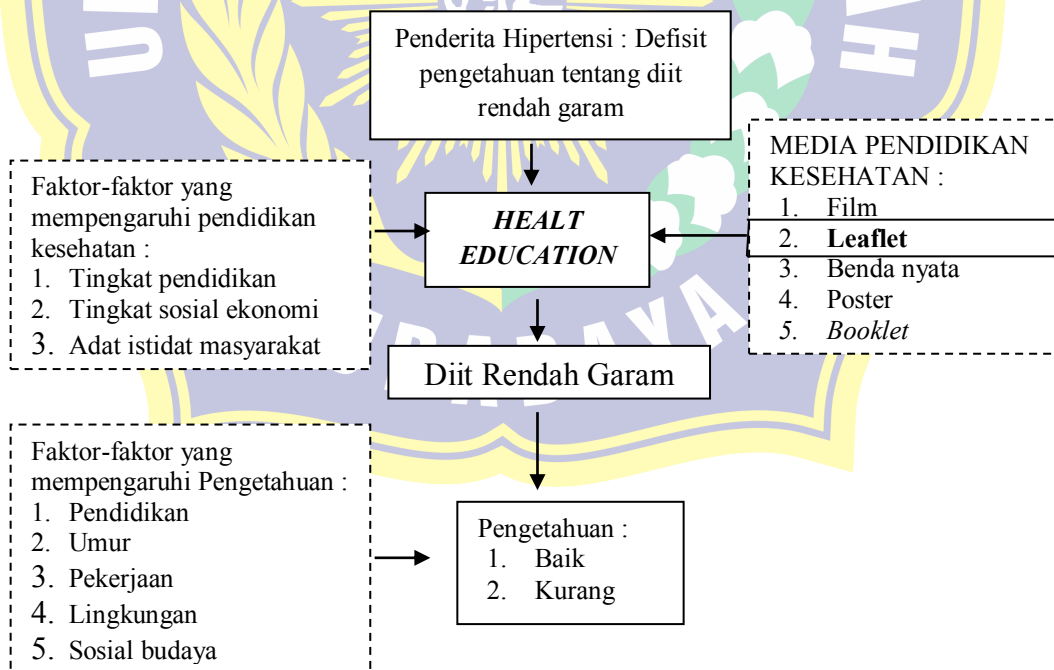 Penderita Hipertensi : Defisit
pengetahuan tentang diit
rendah garam
MEDIA PENDIDIKAN
KESEHATAN :
1. Film
2. Leaflet
3. Benda nyata
4. Poster
5. Booklet
Faktor-faktor yang
mempengaruhi pendidikan
kesehatan :
1. Tingkat pendidikan
2. Tingkat sosial ekonomi
3. Adat istidat masyarakat
HEALT
EDUCATION
Diit Rendah Garam
Faktor-faktor yang
mempengaruhi Pengetahuan :
1. Pendidikan
2. Umur
3. Pekerjaan
4. Lingkungan
5. Sosial budaya
Pengetahuan :
1. Baik
2. Kurang